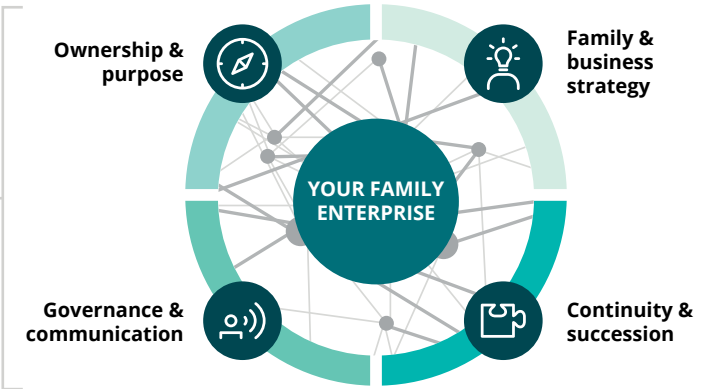 Ownership &
purpose
Family &
business
strategy
YOUR FAMILY
ENTERPRISE
Governance &
communication
Continuity &
succession